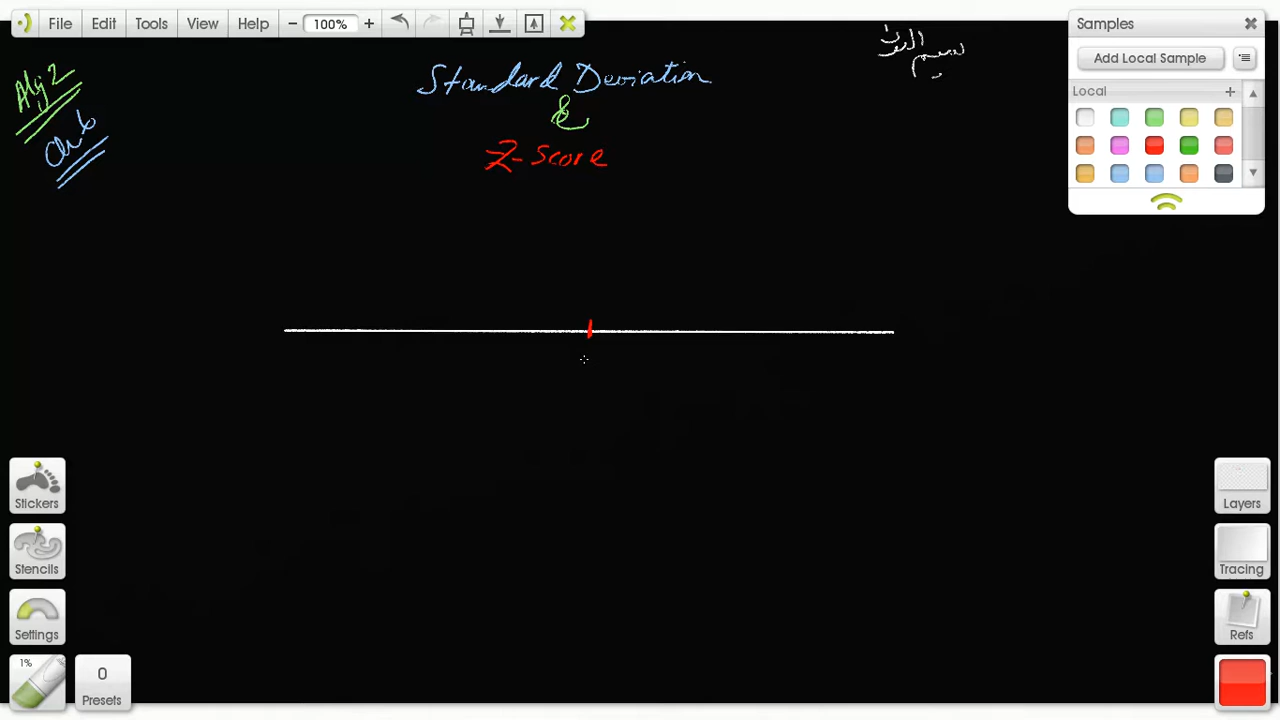 File Edit Tools View Help − 100% +
Samples
Add Local Sample
Local +
Alg 2
Ch 6
Standard Deviation
&
Z-Score
Stickers
Stencils
Settings
1%
0
Presets
Layers
Tracing
Refs